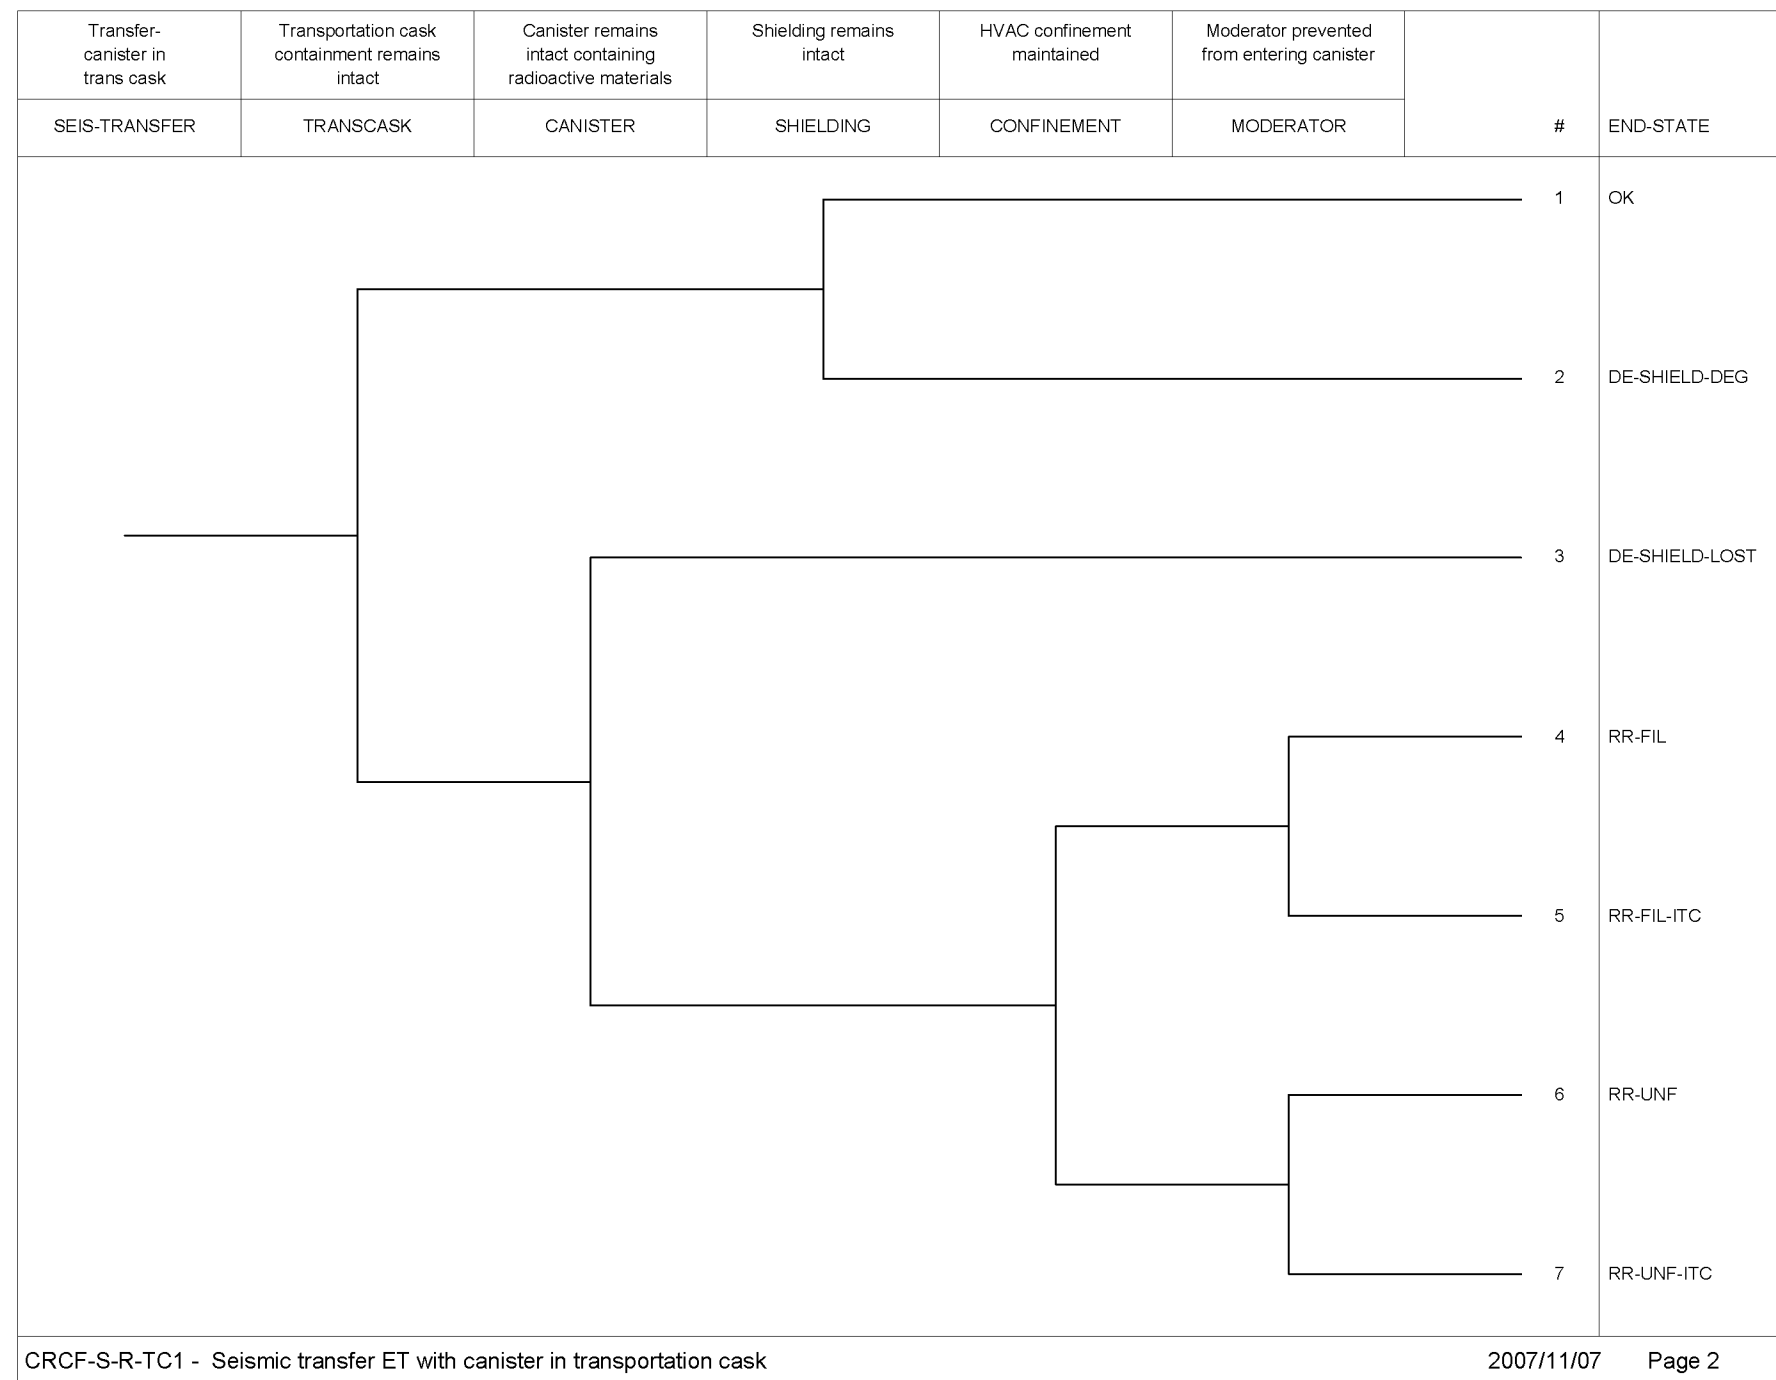 Transfer-
canister in
trans cask
Transportation cask
containment remains
intact
Canister remains
intact containing
radioactive materials
Shielding remains
intact
HVAC confinement
maintained
Moderator prevented
from entering canister
SEIS-TRANSFER
TRANSCASK
CANISTER
SHIELDING
CONFINEMENT
MODERATOR
#
END-STATE
1 OK
2 DE-SHIELD-DEG
3 DE-SHIELD-LOST
4 RR-FIL
5 RR-FIL-ITC
6 RR-UNF
7 RR-UNF-ITC
CRCF-S-R-TC1 - Seismic transfer ET with canister in transportation cask
2007/11/07 Page 2